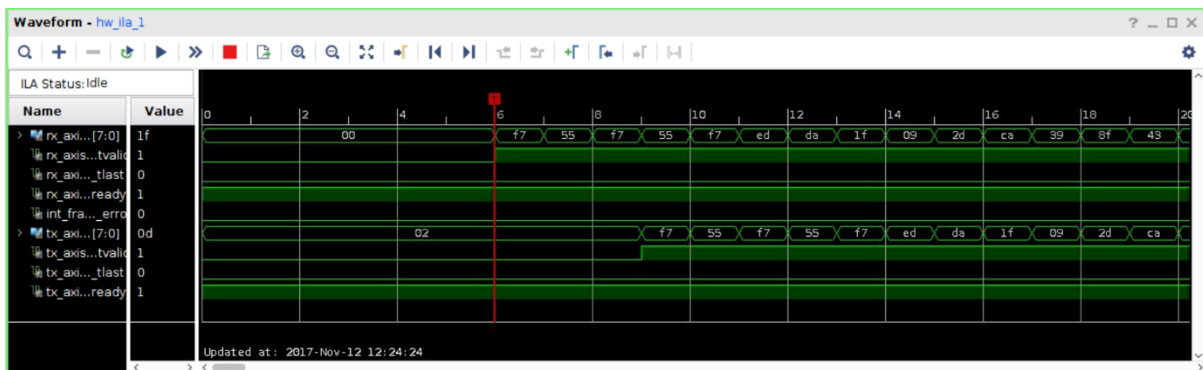 Waveform - hw_ila_1
? _ □ X
ILA Status:Idle
Name Value
0 2 4 6 8 10 12 14 16 18 20
T
rx_axi...[7:0] 1f 00 f7 55 f7 55 f7 ed da 1f 09 2d ca 39 8f 43
rx_axis...tvalid 1
rx_axi..._tlast 0
rx_axi...ready 1
int_fra..._erro 0
tx_axi...[7:0] 0d 02 f7 55 f7 55 f7 ed da 1f 09 2d ca
tx_axis...tvalid 1
tx_axi..._tlast 0
tx_axi...ready 1
Updated at: 2017-Nov-12 12:24:24